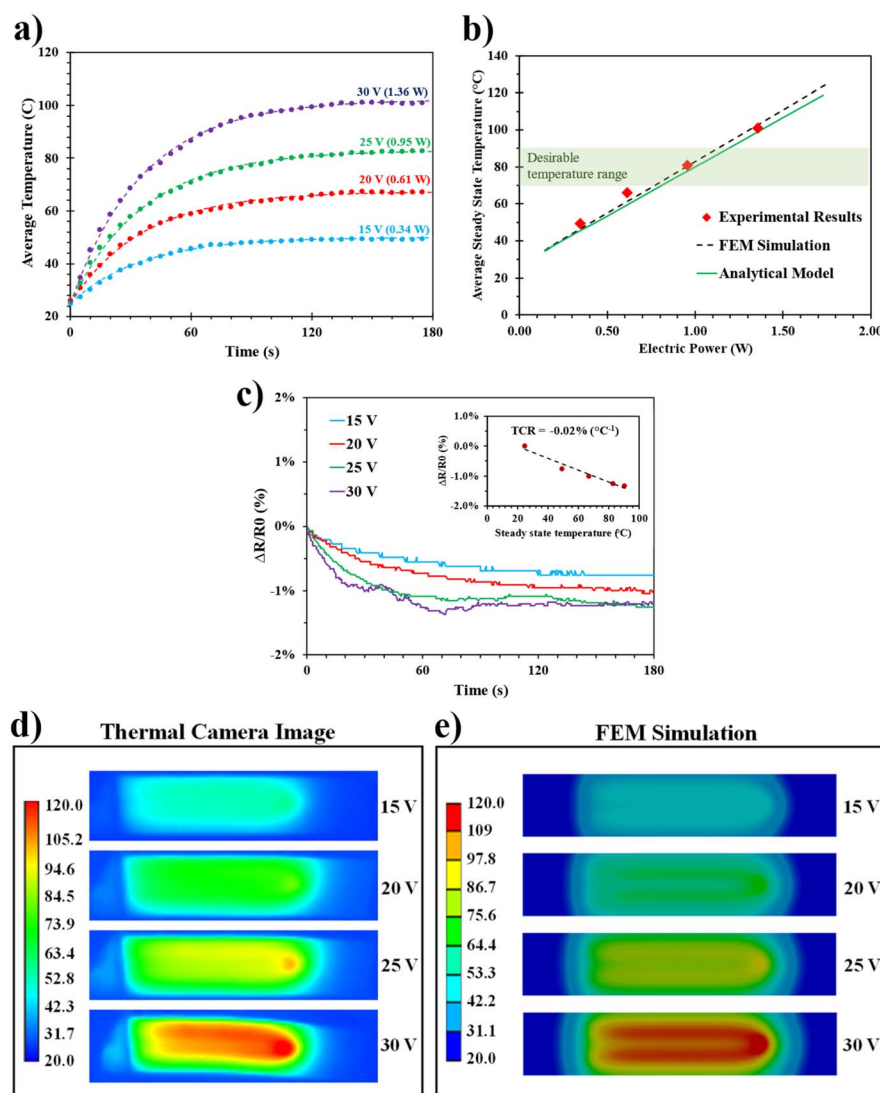 a)
120
100
80
60
40
20
Average Temperature (C)
30 V (1.36 W)
25 V (0.95 W)
20 V (0.61 W)
15 V (0.34 W)
0
60
120
180
Time (s)
b)
140
120
100
80
60
40
20
0
Average Steady State Temperature (°C)
Desirable
temperature range
Experimental Results
FEM Simulation
Analytical Model
0.00
0.50
1.00
1.50
2.00
Electric Power (W)
c)
2%
1%
0%
-1%
-2%
ΔR/R0 (%)
15 V
20 V
25 V
30 V
1.0%
0.0%
-1.0%
-2.0%
ΔR/R0 (%)
TCR = -0.02% (°C⁻¹)
0
20
40
60
80
100
Steady state temperature (°C)
0
60
120
180
Time (s)
d)
Thermal Camera Image
120.0
105.2
94.6
84.5
73.9
63.4
52.8
42.3
31.7
20.0
15 V
20 V
25 V
30 V
e)
FEM Simulation
120.0
109
97.8
86.7
75.6
64.4
53.3
42.2
31.1
20.0
15 V
20 V
25 V
30 V